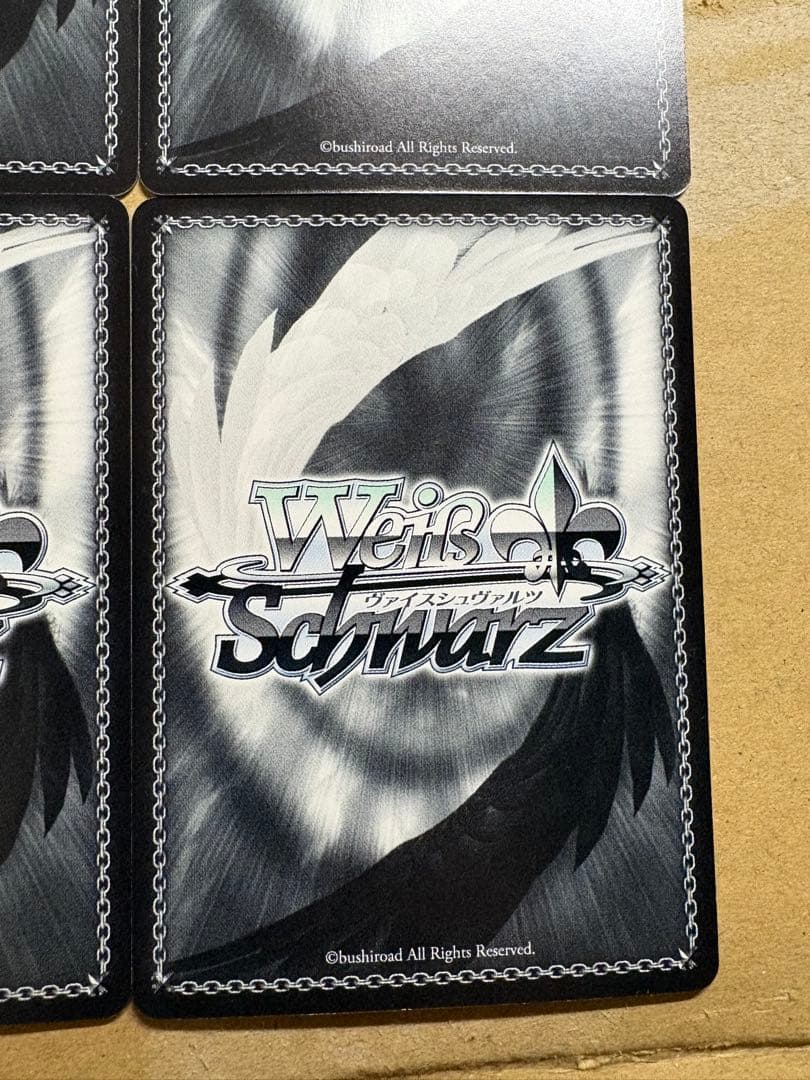 ©bushiroad All Rights Reserved.
Weiß
ヴァイスシュヴァルツ
Schwarz
©bushiroad All Rights Reserved.